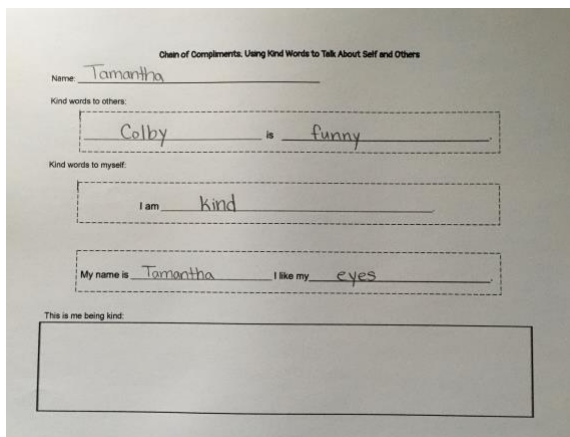 Chain of Compliments: Using Kind Words to Talk About Self and Others
Name: Tamantha
Kind words to others:
Colby is funny.
Kind words to myself:
I am kind
My name is Tamantha I like my eyes.
This is me being kind: